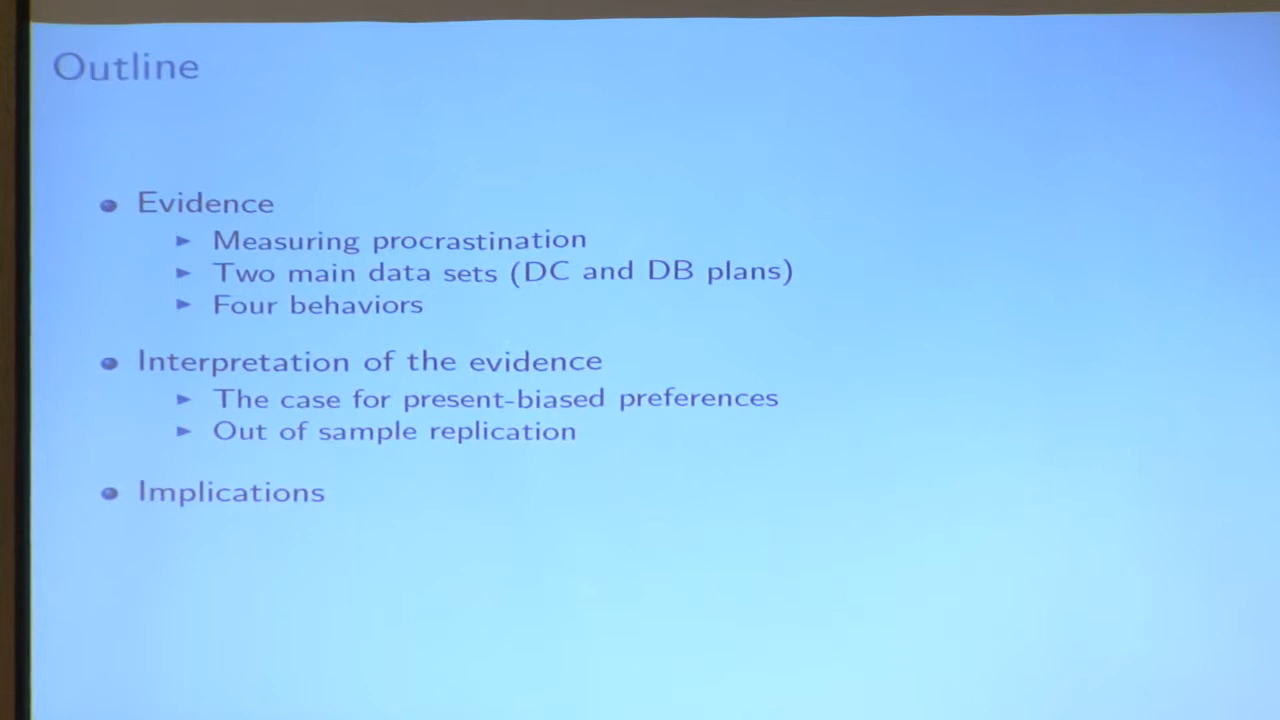 Outline
Evidence
Measuring procrastination
Two main data sets (DC and DB plans)
Four behaviors
Interpretation of the evidence
The case for present-biased preferences
Out of sample replication
Implications